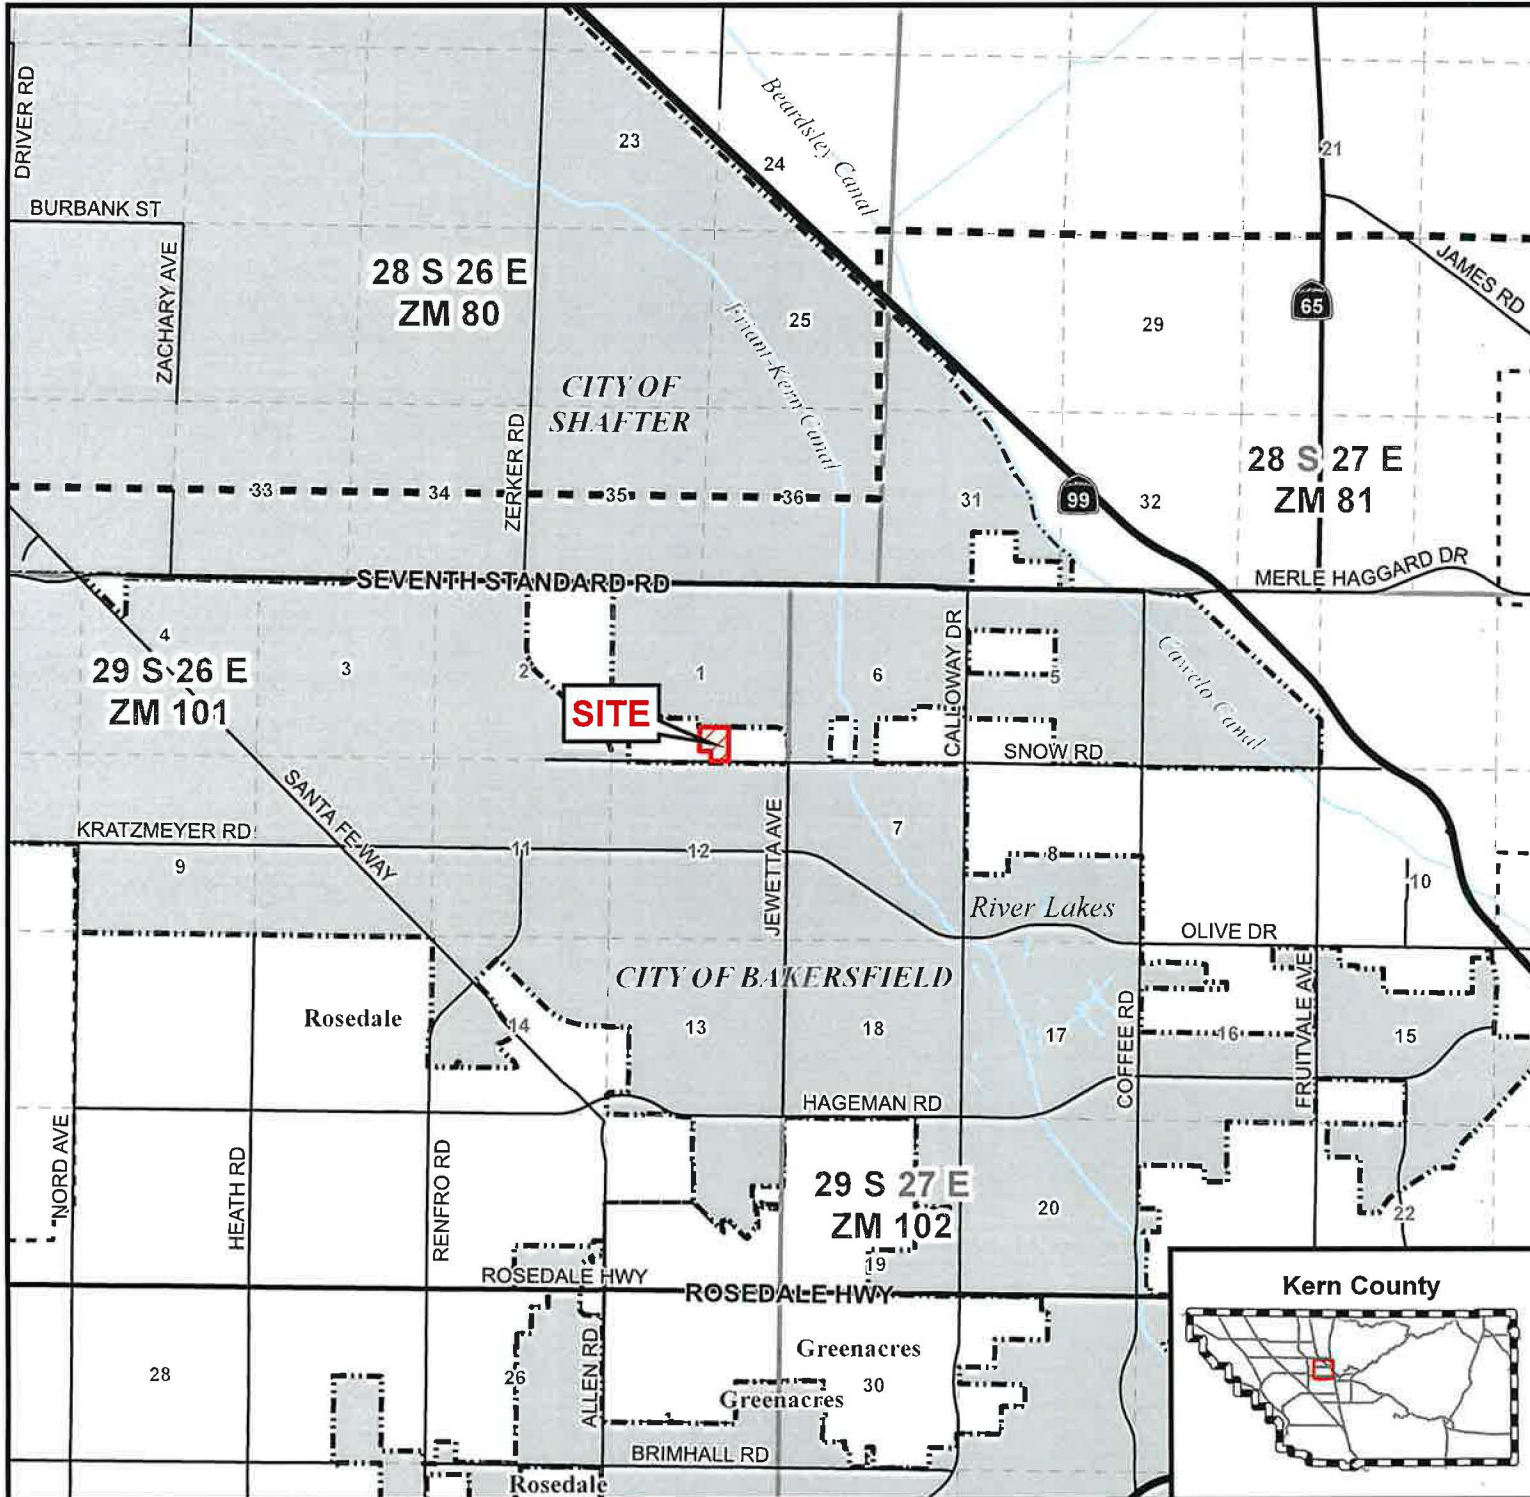 DRIVER RD
23
24
Beardsley Canal
21
BURBANK ST
ZACHARY AVE
28 S 26 E
ZM 80
25
Friant-Kern Canal
29
65
JAMES RD
CITY OF
SHAFTER
ZERKER RD
28 S 27 E
ZM 81
33
34
35
36
31
99
32
SEVENTH STANDARD RD
MERLE HAGGARD DR
4
3
2
1
6
CALLOWAY DR
5
Cawelo Canal
29 S 26 E
ZM 101
SITE
SNOW RD
SANTA FE WAY
JEWETTA AVE
KRATZMEYER RD
9
11
12
7
8
10
River Lakes
OLIVE DR
CITY OF BAKERSFIELD
Rosedale
14
13
18
17
COFFEE RD
16
FRUITVALE AVE
15
HAGEMAN RD
NORD AVE
HEATH RD
RENFRO RD
29 S 27 E
ZM 102
20
22
19
ROSEDALE HWY
ROSEDALE HWY
Kern County
28
26
ALLEN RD
Greenacres
30
Greenacres
BRIMHALL RD
Rosedale